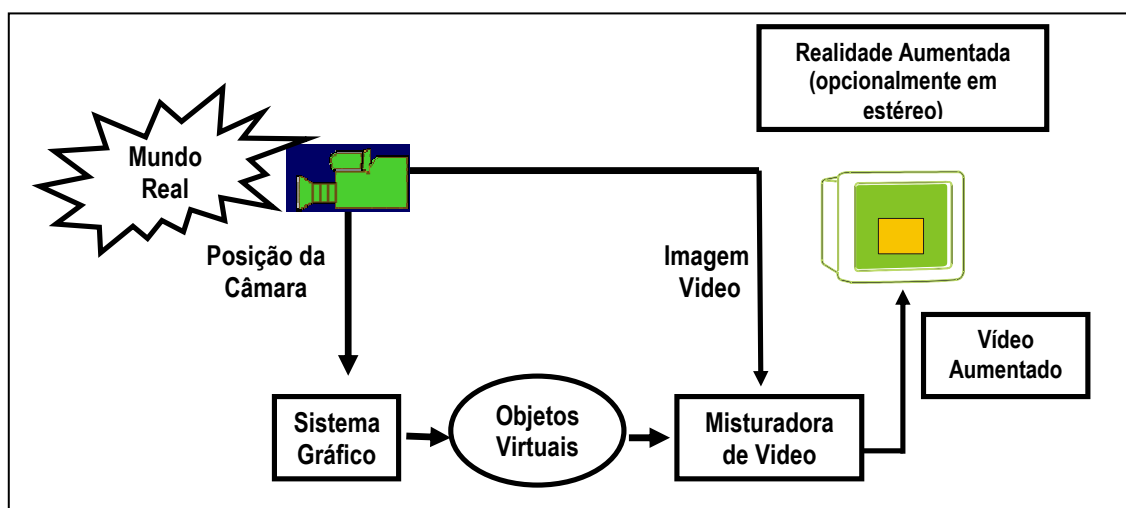 Realidade Aumentada
(opcionalmente em
estéreo)
Mundo
Real
Posição da
Câmara
Imagem
Video
Vídeo
Aumentado
Sistema
Gráfico
Objetos
Virtuais
Misturadora
de Video